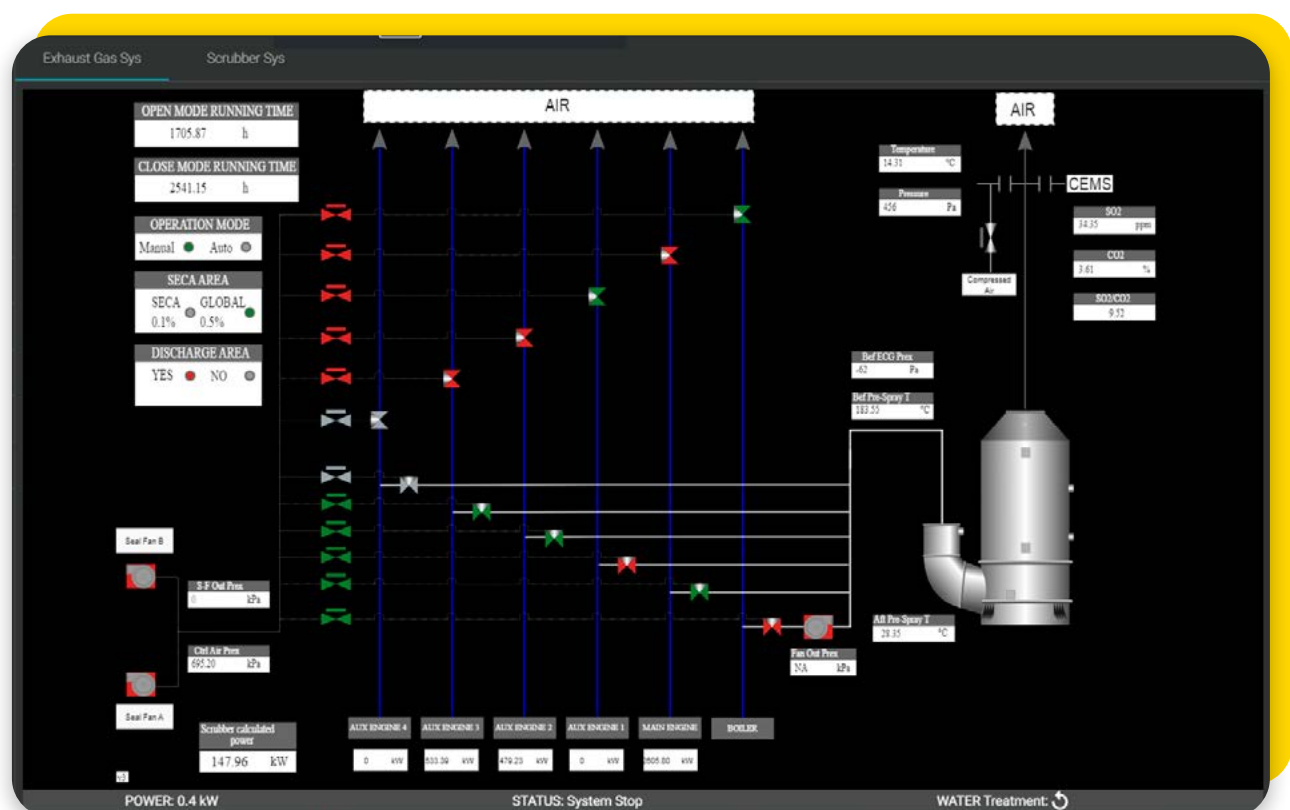 Exhaust Gas Sys
Scrubber Sys
OPEN MODE RUNNING TIME
1705.87 h
CLOSE MODE RUNNING TIME
2541.15 h
OPERATION MODE
Manual Auto
SECA AREA
SECA GLOBAL
0.1% 0.5%
DISCHARGE AREA
YES NO
AIR
AIR
Temperature
14.31 °C
Pressure
456 Pa
CEMS
Compressed
Air
SO2
34.35 ppm
CO2
3.61 %
SO2/CO2
9.52
Bef ECG Prex
-62 Pa
Bef Pre-Spray T
183.55 °C
Seal Fan B
S-F Out Prex
0 kPa
Ctrl Air Prex
695.20 kPa
Seal Fan A
Aft Pre-Spray T
28.35 °C
Fan Out Prex
NA kPa
Scrubber calculated
power
147.96 kW
AUX ENGINE 4
0 kW
AUX ENGINE 3
533.39 kW
AUX ENGINE 2
479.23 kW
AUX ENGINE 1
0 kW
MAIN ENGINE
kW
BOILER
POWER: 0.4 kW
STATUS: System Stop
WATER Treatment: